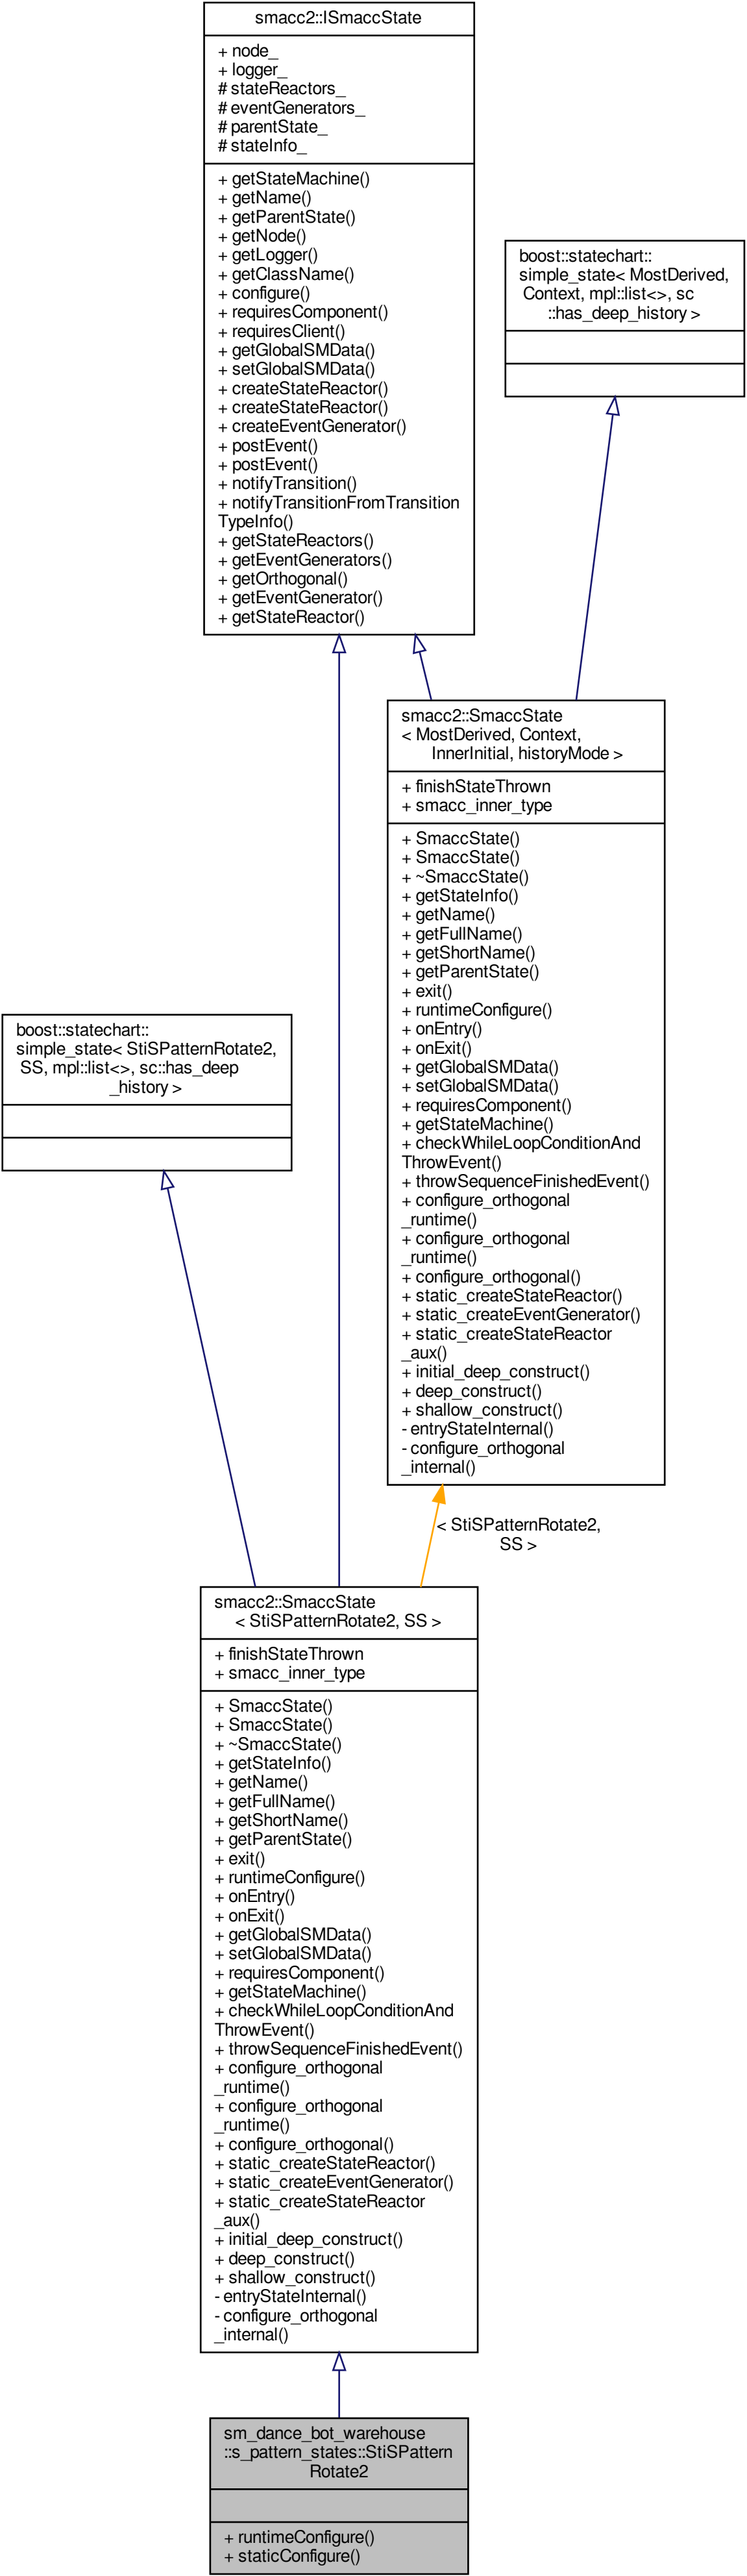 smacc2::ISmaccState
+ node_
+ logger_
# stateReactors_
# eventGenerators_
# parentState_
# stateInfo_
+ getStateMachine()
+ getName()
+ getParentState()
+ getNode()
+ getLogger()
+ getClassName()
+ configure()
+ requiresComponent()
+ requiresClient()
+ getGlobalSMData()
+ setGlobalSMData()
+ createStateReactor()
+ createStateReactor()
+ createEventGenerator()
+ postEvent()
+ postEvent()
+ notifyTransition()
+ notifyTransitionFromTransition
TypeInfo()
+ getStateReactors()
+ getEventGenerators()
+ getOrthogonal()
+ getEventGenerator()
+ getStateReactor()
boost::statechart::
simple_state< MostDerived,
Context, mpl::list<>, sc
::has_deep_history >
smacc2::SmaccState
< MostDerived, Context,
InnerInitial, historyMode >
+ finishStateThrown
+ smacc_inner_type
+ SmaccState()
+ SmaccState()
+ ~SmaccState()
+ getStateInfo()
+ getName()
+ getFullName()
+ getShortName()
+ getParentState()
+ exit()
+ runtimeConfigure()
+ onEntry()
+ onExit()
+ getGlobalSMData()
+ setGlobalSMData()
+ requiresComponent()
+ getStateMachine()
+ checkWhileLoopConditionAnd
ThrowEvent()
+ throwSequenceFinishedEvent()
+ configure_orthogonal
_runtime()
+ configure_orthogonal
_runtime()
+ configure_orthogonal()
+ static_createStateReactor()
+ static_createEventGenerator()
+ static_createStateReactor
_aux()
+ initial_deep_construct()
+ deep_construct()
+ shallow_construct()
- entryStateInternal()
- configure_orthogonal
_internal()
boost::statechart::
simple_state< StiSPatternRotate2,
SS, mpl::list<>, sc::has_deep
_history >
< StiSPatternRotate2,
SS >
smacc2::SmaccState
< StiSPatternRotate2, SS >
+ finishStateThrown
+ smacc_inner_type
+ SmaccState()
+ SmaccState()
+ ~SmaccState()
+ getStateInfo()
+ getName()
+ getFullName()
+ getShortName()
+ getParentState()
+ exit()
+ runtimeConfigure()
+ onEntry()
+ onExit()
+ getGlobalSMData()
+ setGlobalSMData()
+ requiresComponent()
+ getStateMachine()
+ checkWhileLoopConditionAnd
ThrowEvent()
+ throwSequenceFinishedEvent()
+ configure_orthogonal
_runtime()
+ configure_orthogonal
_runtime()
+ configure_orthogonal()
+ static_createStateReactor()
+ static_createEventGenerator()
+ static_createStateReactor
_aux()
+ initial_deep_construct()
+ deep_construct()
+ shallow_construct()
- entryStateInternal()
- configure_orthogonal
_internal()
sm_dance_bot_warehouse
::s_pattern_states::StiSPattern
Rotate2
+ runtimeConfigure()
+ staticConfigure()